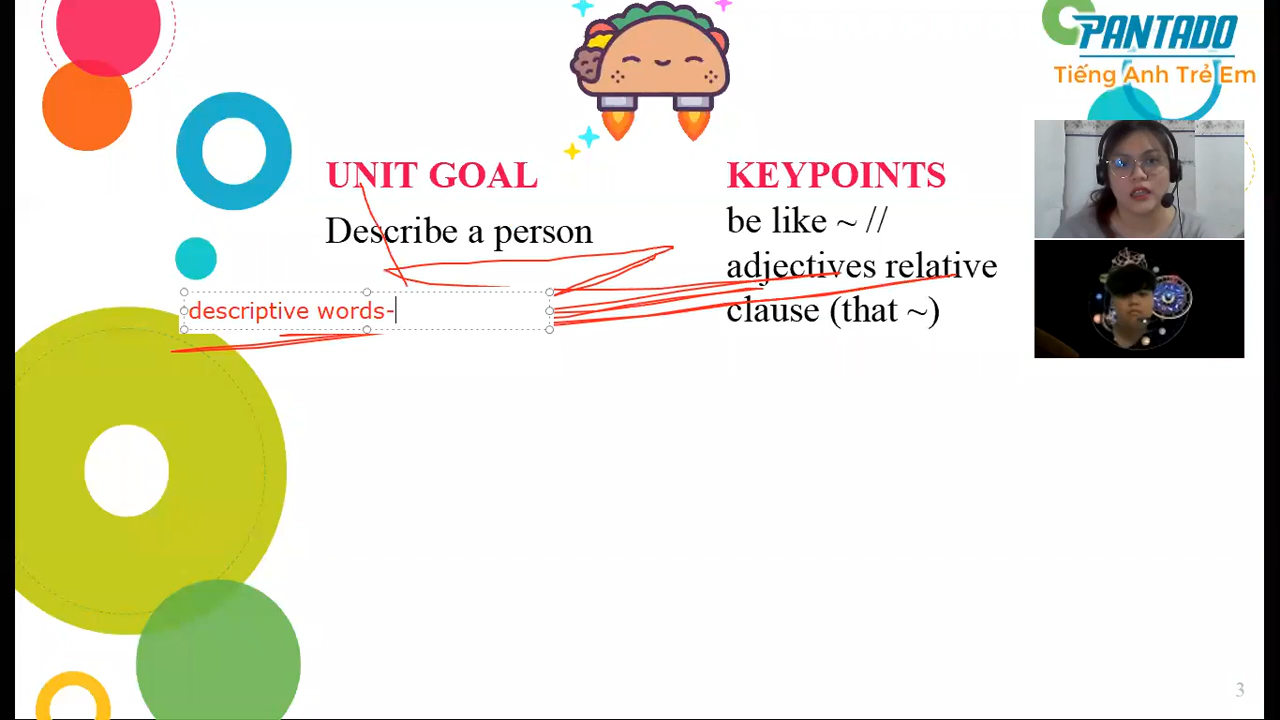 PANTADO
Tiếng Anh Trẻ Em
UNIT GOAL
Describe a person
descriptive words-
KEYPOINTS
be like ~ //
adjectives relative
clause (that ~)
3